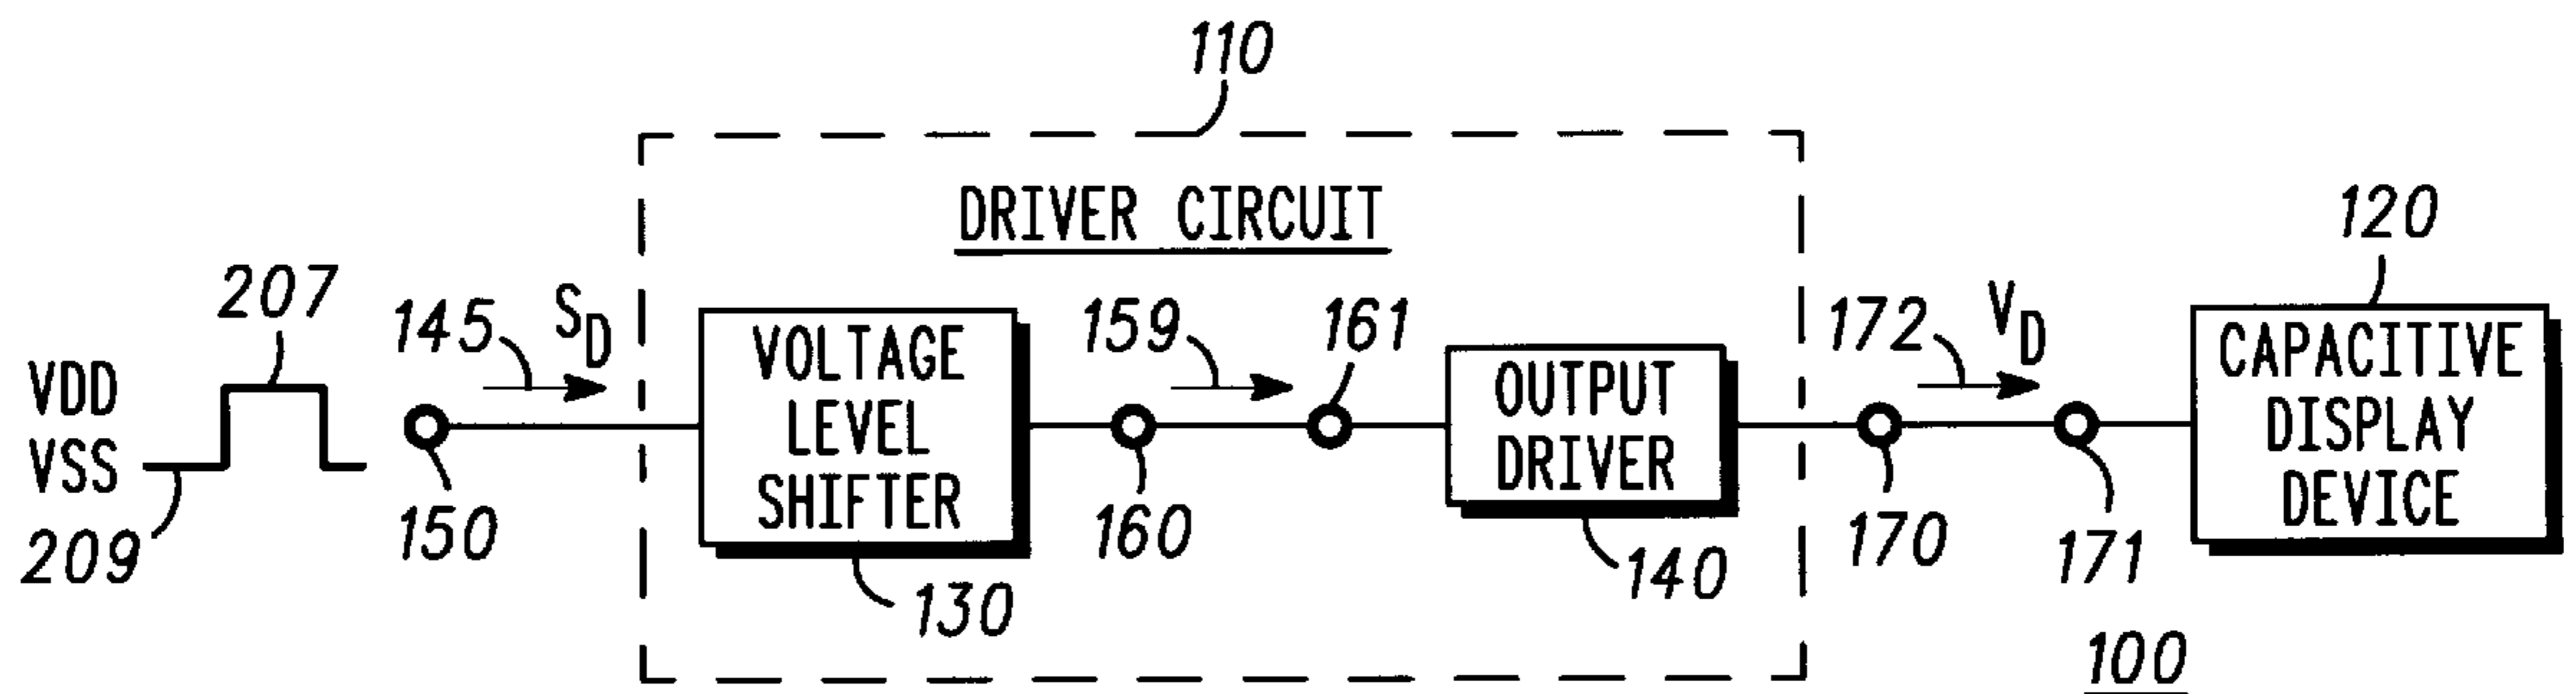 110
DRIVER CIRCUIT
120
207
145
S_D
159
161
172
V_D
VDD
VSS
VOLTAGE
LEVEL
SHIFTER
OUTPUT
DRIVER
CAPACITIVE
DISPLAY
DEVICE
209
150
160
170
171
130
140
100